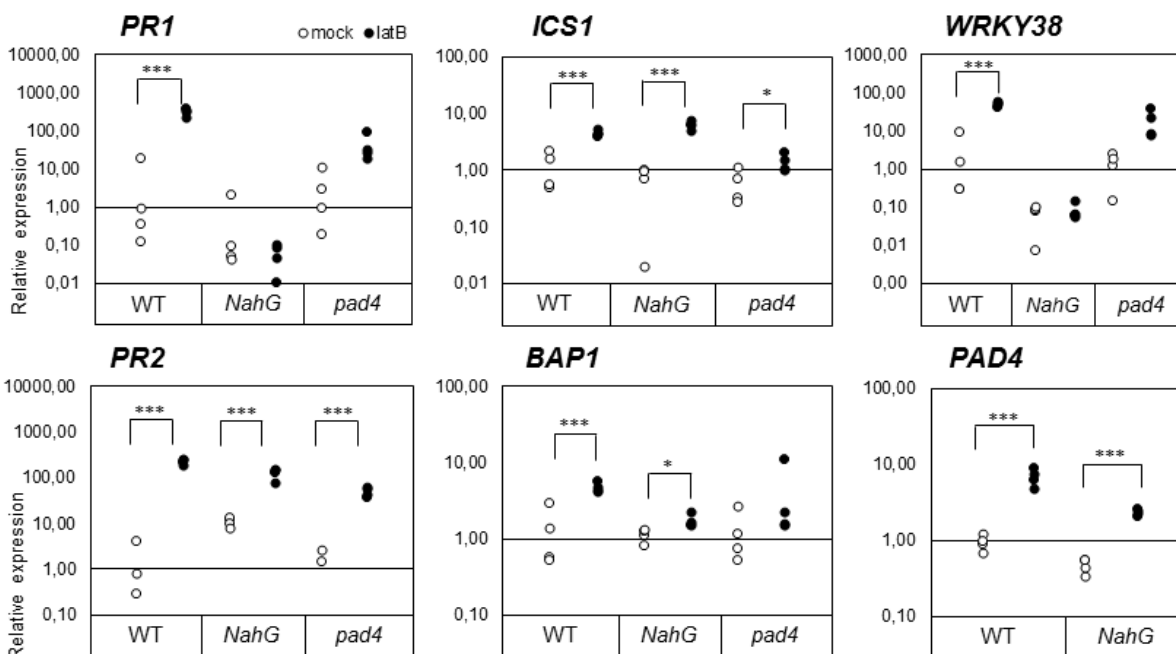 PR1
○mock ●latB
Relative expression
10000,00
1000,00
100,00
10,00
1,00
0,10
0,01
***
WT NahG pad4
ICS1
100,00
10,00
1,00
0,10
0,01
*** *** *
WT NahG pad4
WRKY38
100,00
10,00
1,00
0,10
0,01
0,00
***
WT NahG pad4
PR2
Relative expression
10000,00
1000,00
100,00
10,00
1,00
0,10
*** *** ***
WT NahG pad4
BAP1
100,00
10,00
1,00
0,10
*** *
WT NahG pad4
PAD4
100,00
10,00
1,00
0,10
*** ***
WT NahG